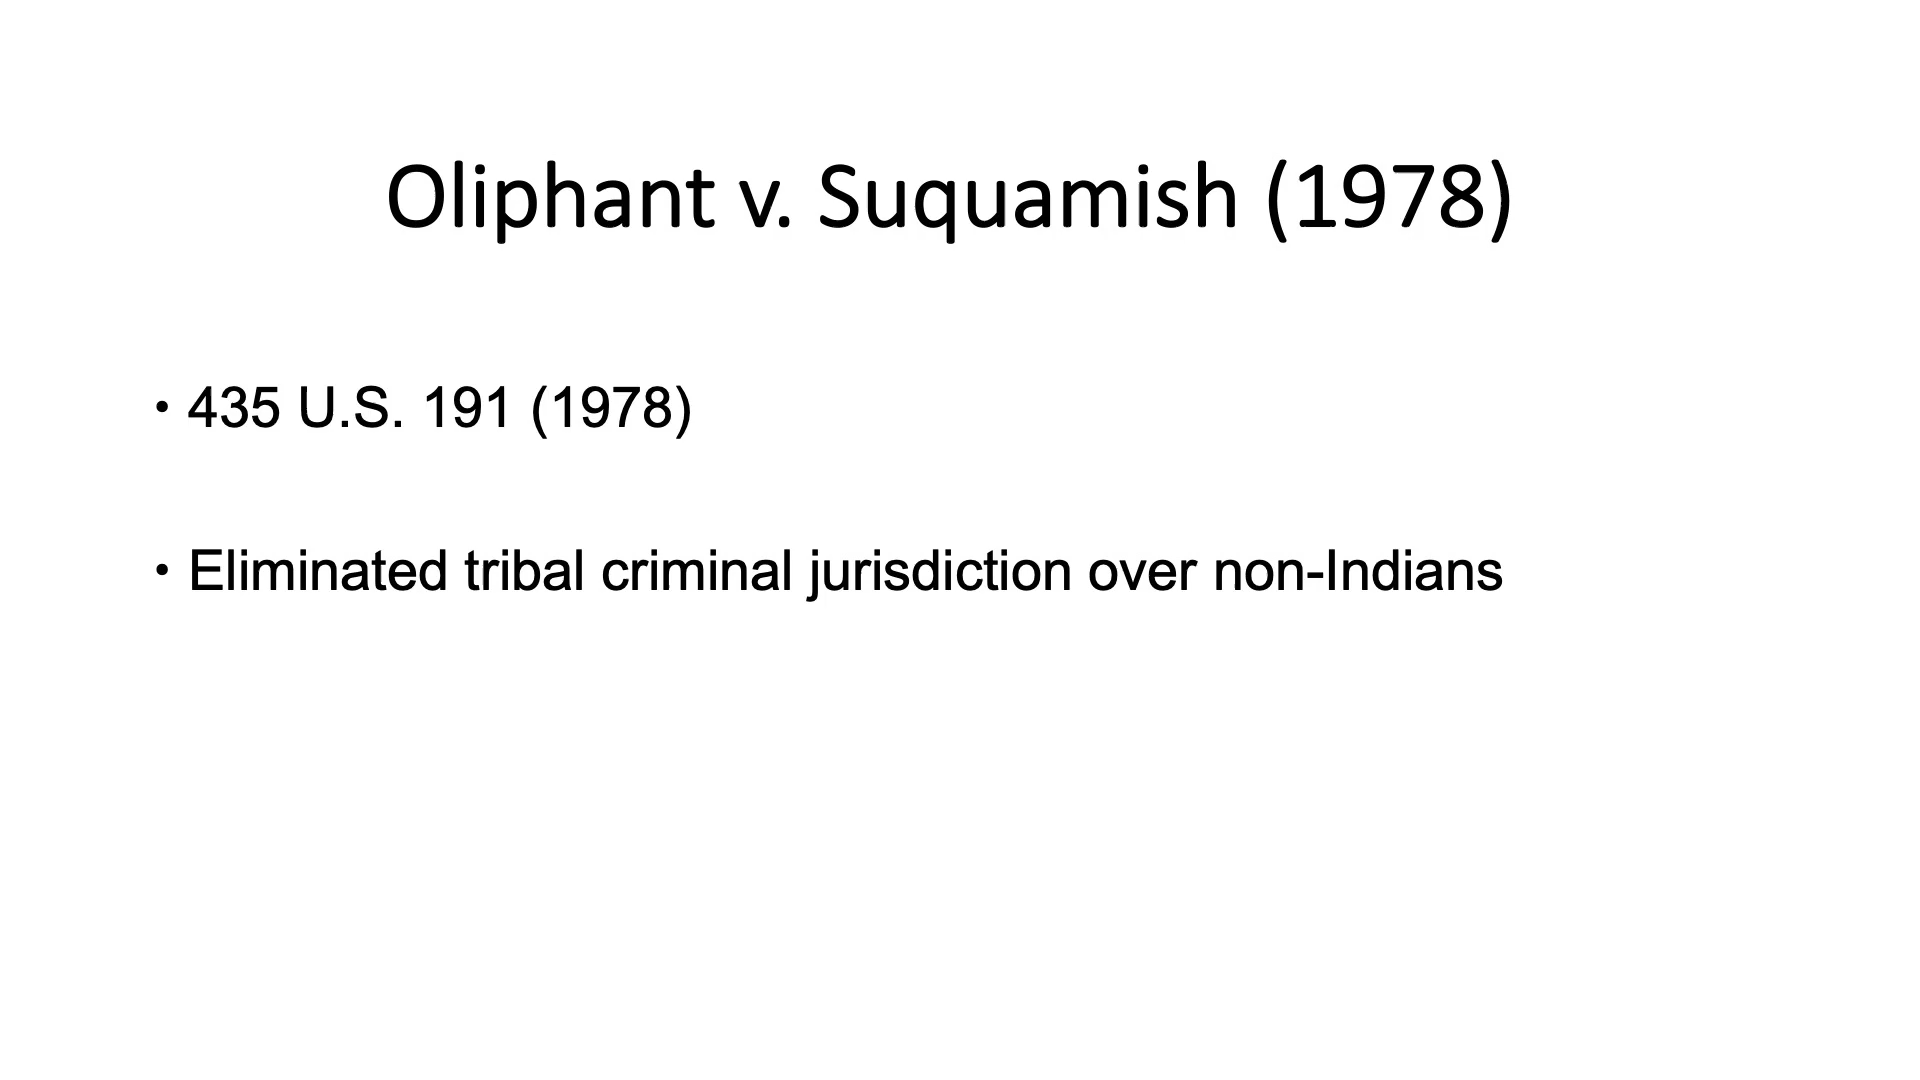 Oliphant v. Suquamish (1978)
• 435 U.S. 191 (1978)
• Eliminated tribal criminal jurisdiction over non-Indians